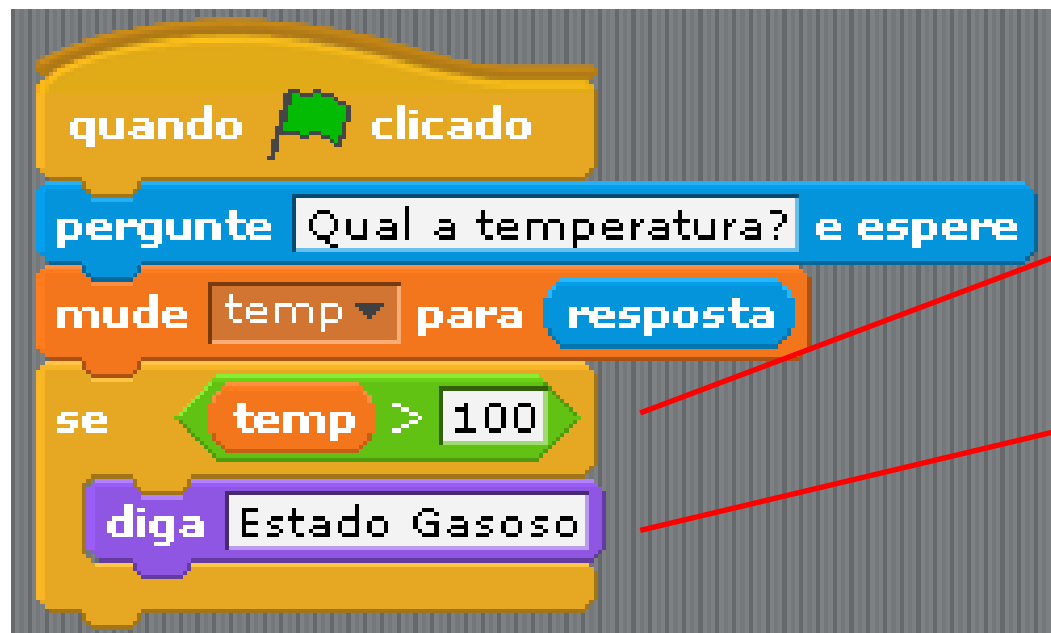 quando clicado
pergunte Qual a temperatura? e espere
mude temp para resposta
se temp > 100
diga Estado Gasoso